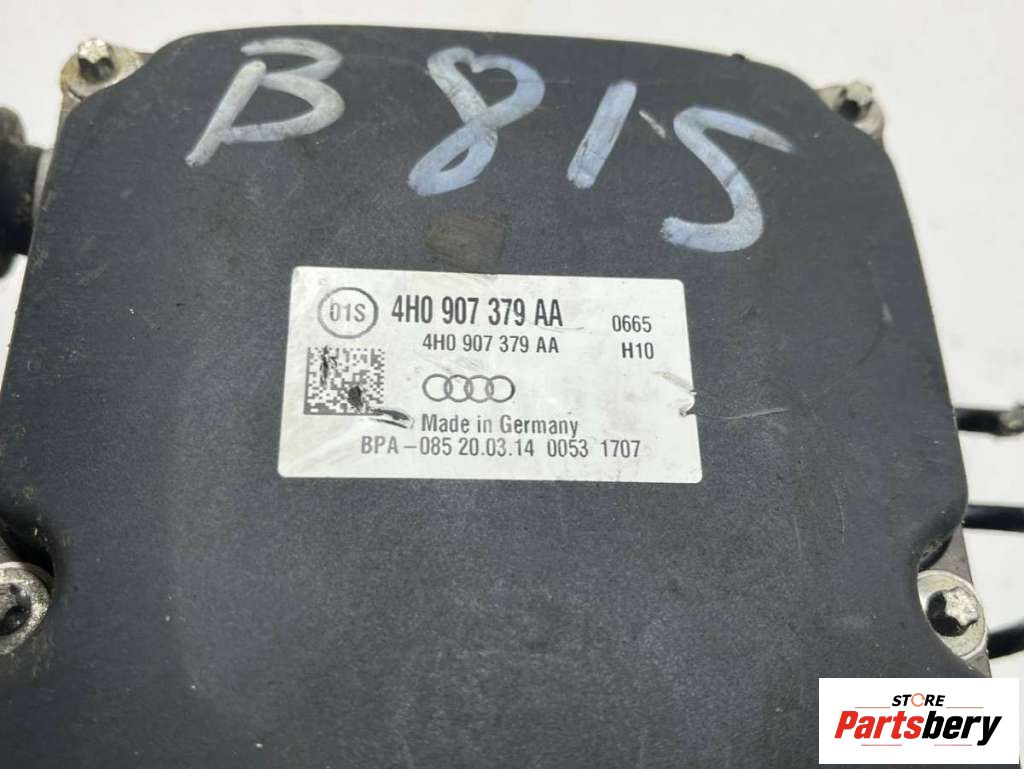 B 81S
01S 4H0 907 379 AA 0665
4H0 907 379 AA H10
Made in Germany
BPA-085 20.03.14 0053 1707
STORE
Partsbery